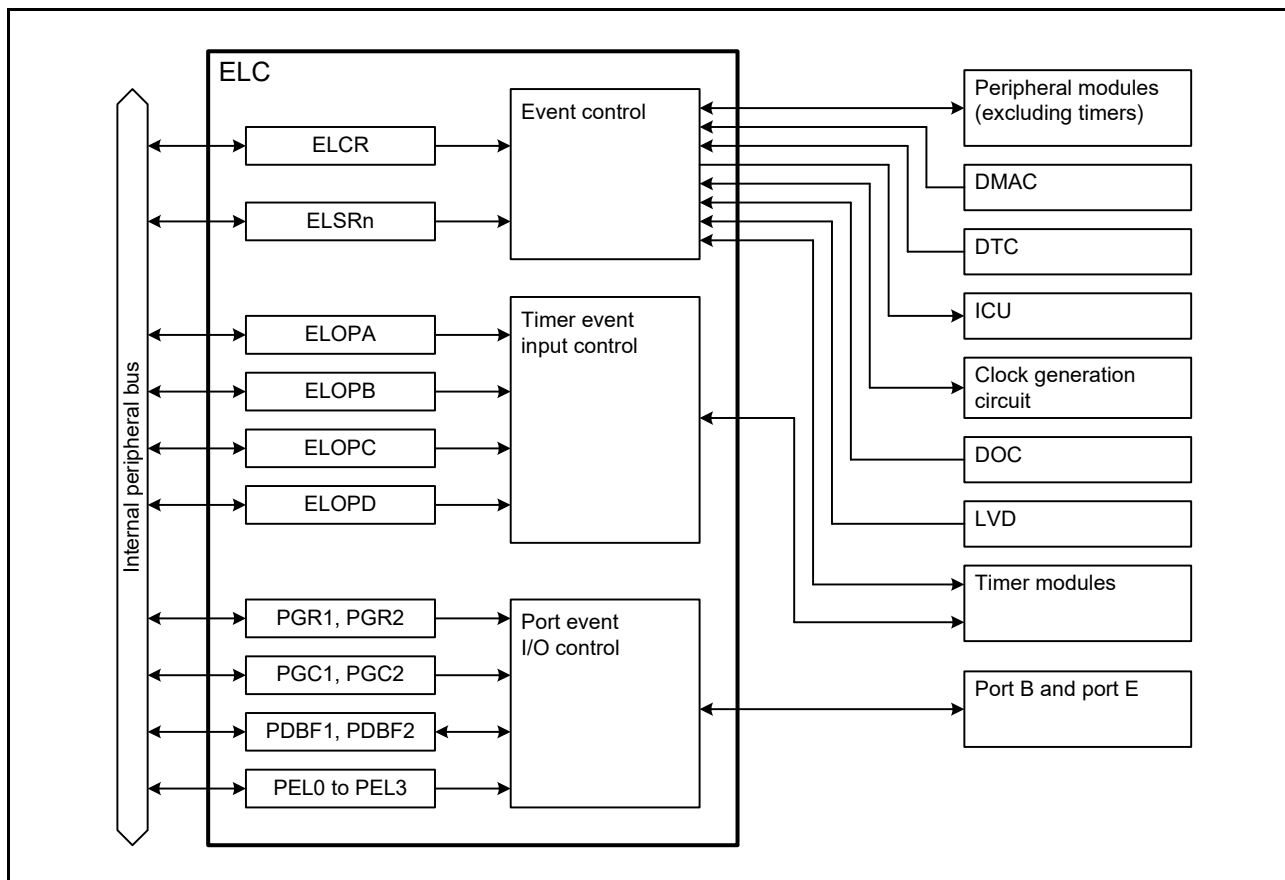 ELC
Internal peripheral bus
ELCR
ELSRn
ELOPA
ELOPB
ELOPC
ELOPD
PGR1, PGR2
PGC1, PGC2
PDBF1, PDBF2
PEL0 to PEL3
Event control
Timer event
input control
Port event
I/O control
Peripheral modules
(excluding timers)
DMAC
DTC
ICU
Clock generation
circuit
DOC
LVD
Timer modules
Port B and port E